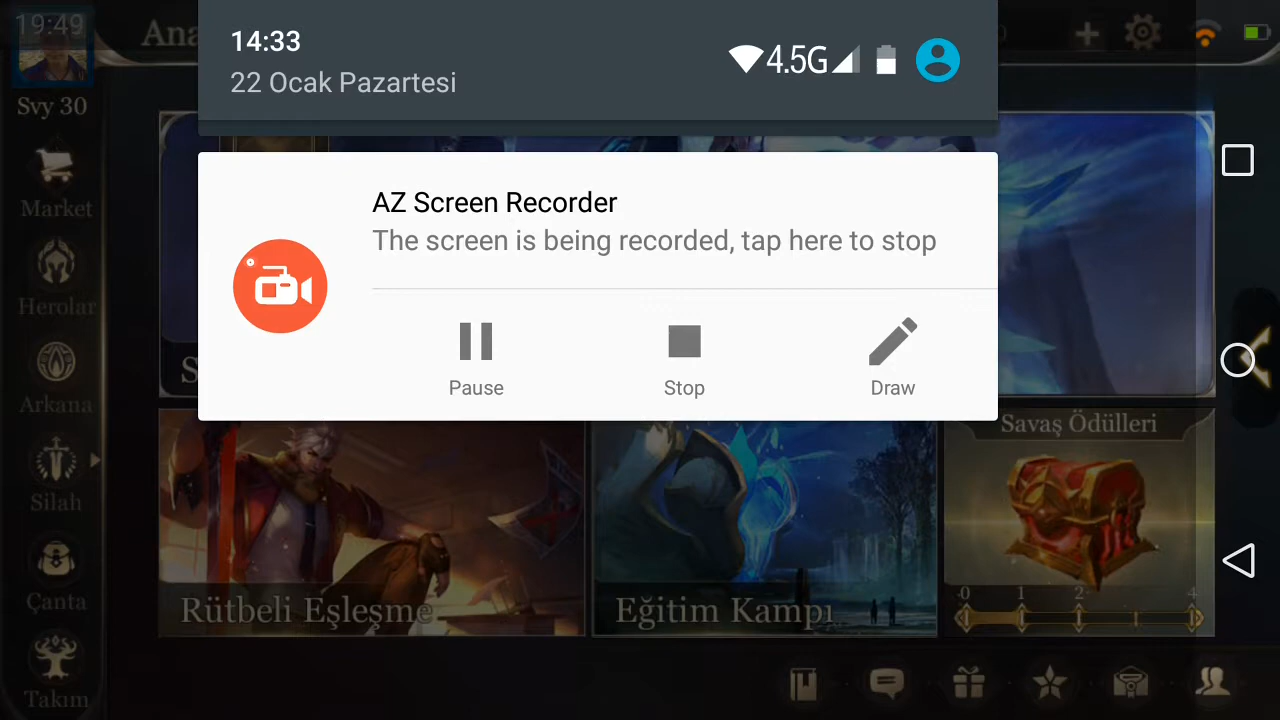 19:49
Ana
14:33
4.5G
22 Ocak Pazartesi
Svy 30
Market
AZ Screen Recorder
The screen is being recorded, tap here to stop
Herolar
S
Pause
Stop
Draw
Arkana
Savaş Ödülleri
Silah
Rütbeli Eşleşme
Eğitim Kampı
0 1 2 4
Çanta
Takım